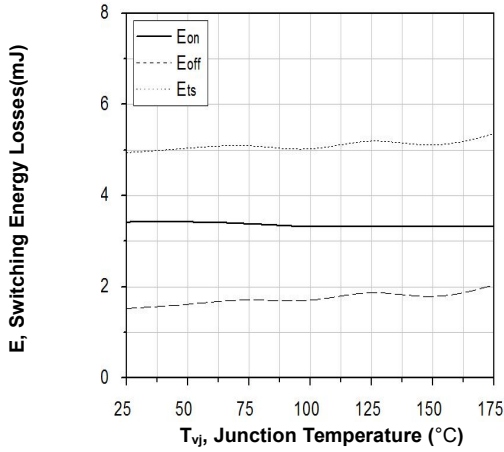 E, Switching Energy Losses(mJ)
8
6
4
2
0
Eon
Eoff
Ets
25 50 75 100 125 150 175
Tvj, Junction Temperature (°C)